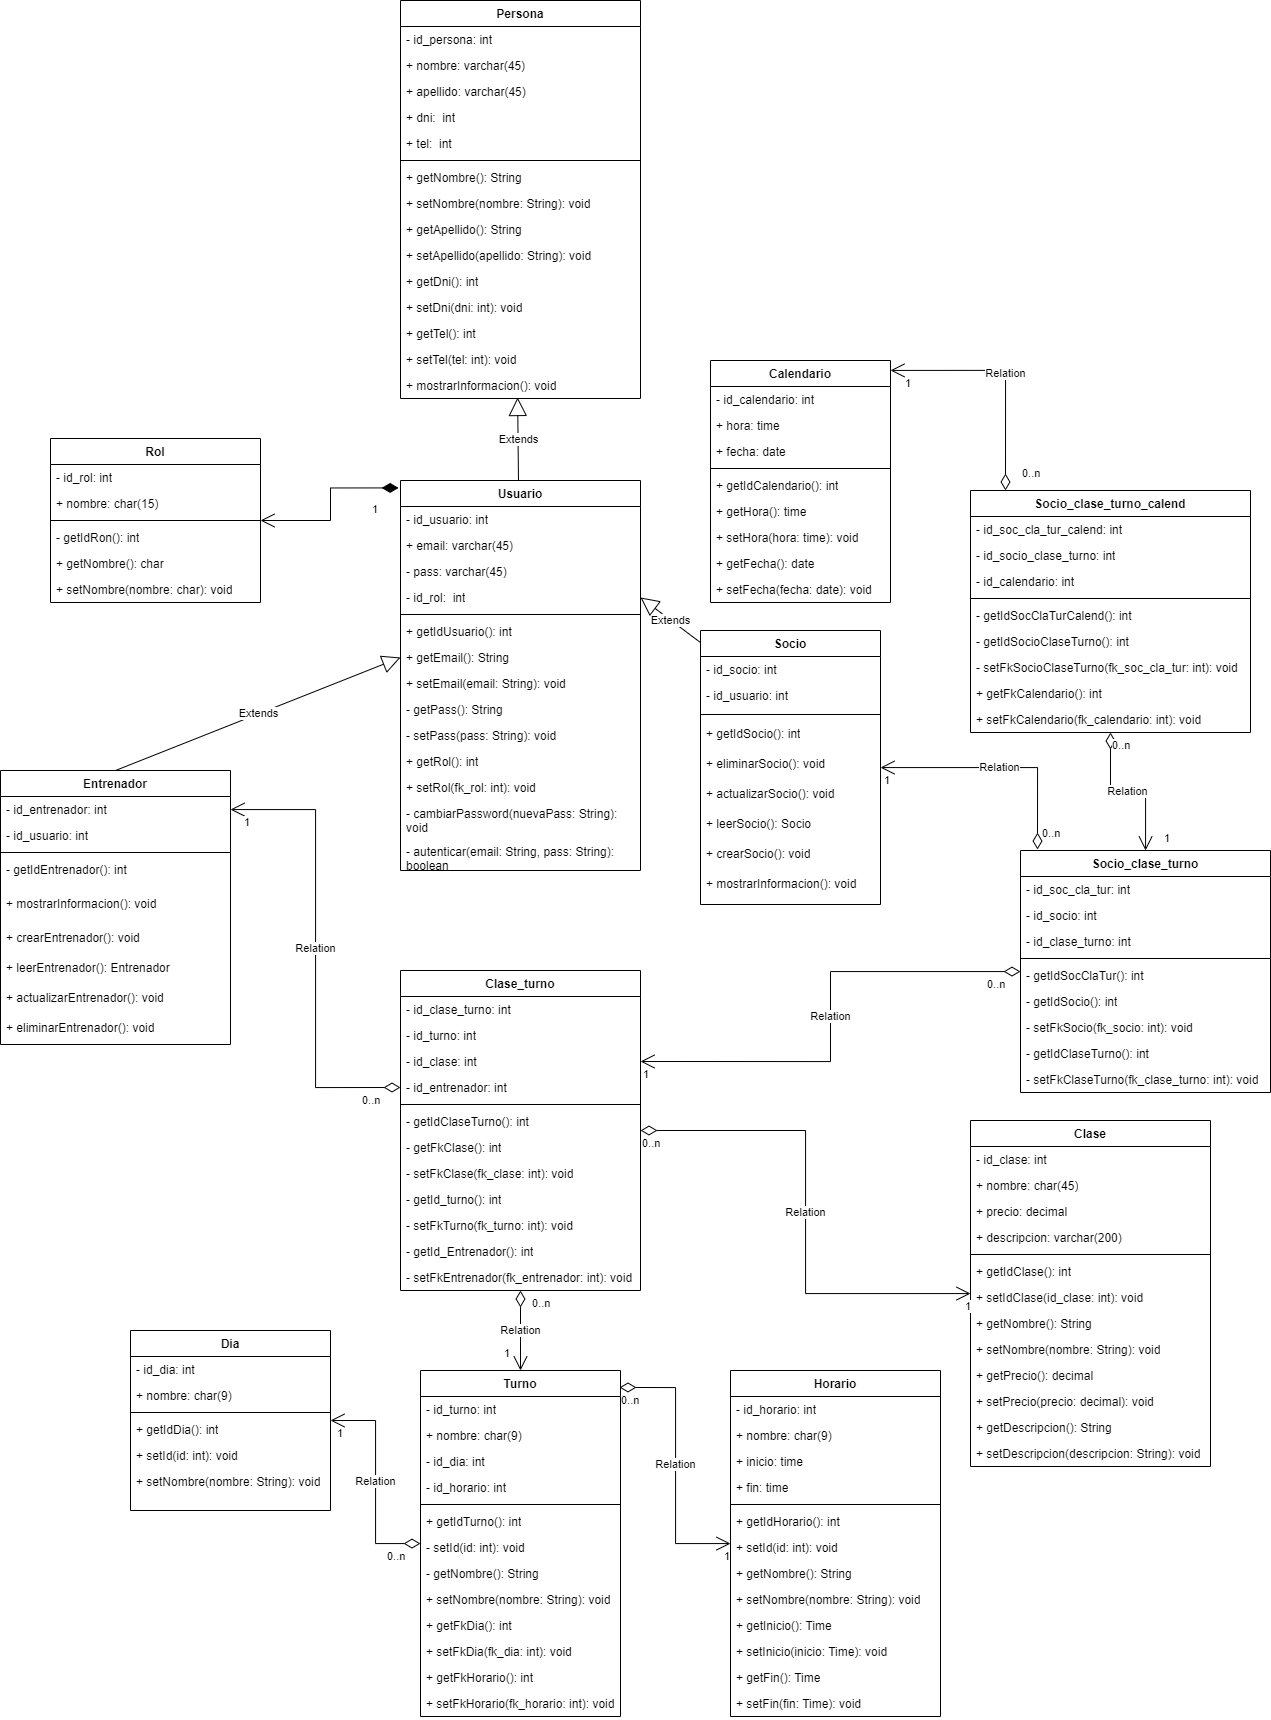 Persona
- id_persona: int
+ nombre: varchar(45)
+ apellido: varchar(45)
+ dni:  int
+ tel:  int
+ getNombre(): String
+ setNombre(nombre: String): void
+ getApellido(): String
+ setApellido(apellido: String): void
+ getDni(): int
+ setDni(dni: int): void
+ getTel(): int
+ setTel(tel: int): void
+ mostrarInformacion(): void
Extends
Rol
- id_rol: int
+ nombre: char(15)
- getIdRon(): int
+ getNombre(): char
+ setNombre(nombre: char): void
1
Usuario
- id_usuario: int
+ email: varchar(45)
- pass: varchar(45)
- id_rol:  int
+ getIdUsuario(): int
+ getEmail(): String
+ setEmail(email: String): void
- getPass(): String
- setPass(pass: String): void
+ getRol(): int
+ setRol(fk_rol: int): void
- cambiarPassword(nuevaPass: String):
void
- autenticar(email: String, pass: String):
boolean
Extends
Extends
Calendario
- id_calendario: int
+ hora: time
+ fecha: date
+ getIdCalendario(): int
+ getHora(): time
+ setHora(hora: time): void
+ getFecha(): date
+ setFecha(fecha: date): void
1
Relation
0..n
Socio_clase_turno_calend
- id_soc_cla_tur_calend: int
- id_socio_clase_turno: int
- id_calendario: int
- getIdSocClaTurCalend(): int
- getIdSocioClaseTurno(): int
- setFkSocioClaseTurno(fk_soc_cla_tur: int): void
+ getFkCalendario(): int
+ setFkCalendario(fk_calendario: int): void
0..n
Relation
1
Socio
- id_socio: int
- id_usuario: int
+ getIdSocio(): int
+ eliminarSocio(): void
+ actualizarSocio(): void
+ leerSocio(): Socio
+ crearSocio(): void
+ mostrarInformacion(): void
1
Relation
0..n
Socio_clase_turno
- id_soc_cla_tur: int
- id_socio: int
- id_clase_turno: int
- getIdSocClaTur(): int
- getIdSocio(): int
- setFkSocio(fk_socio: int): void
- getIdClaseTurno(): int
- setFkClaseTurno(fk_clase_turno: int): void
0..n
Relation
1
Entrenador
- id_entrenador: int
- id_usuario: int
- getIdEntrenador(): int
+ mostrarInformacion(): void
+ crearEntrenador(): void
+ leerEntrenador(): Entrenador
+ actualizarEntrenador(): void
+ eliminarEntrenador(): void
1
Relation
0..n
Clase_turno
- id_clase_turno: int
- id_turno: int
- id_clase: int
- id_entrenador: int
- getIdClaseTurno(): int
- getFkClase(): int
- setFkClase(fk_clase: int): void
- getId_turno(): int
- setFkTurno(fk_turno: int): void
- getId_Entrenador(): int
- setFkEntrenador(fk_entrenador: int): void
0..n
Relation
1
Clase
- id_clase: int
+ nombre: char(45)
+ precio: decimal
+ descripcion: varchar(200)
+ getIdClase(): int
+ setIdClase(id_clase: int): void
+ getNombre(): String
+ setNombre(nombre: String): void
+ getPrecio(): decimal
+ setPrecio(precio: decimal): void
+ getDescripcion(): String
+ setDescripcion(descripcion: String): void
0..n
Relation
1
Dia
- id_dia: int
+ nombre: char(9)
+ getIdDia(): int
+ setId(id: int): void
+ setNombre(nombre: String): void
1
Relation
0..n
Turno
- id_turno: int
+ nombre: char(9)
- id_dia: int
- id_horario: int
+ getIdTurno(): int
- setId(id: int): void
- getNombre(): String
+ setNombre(nombre: String): void
+ getFkDia(): int
+ setFkDia(fk_dia: int): void
+ getFkHorario(): int
+ setFkHorario(fk_horario: int): void
0..n
Relation
1
Horario
- id_horario: int
+ nombre: char(9)
+ inicio: time
+ fin: time
+ getIdHorario(): int
+ setId(id: int): void
+ getNombre(): String
+ setNombre(nombre: String): void
+ getInicio(): Time
+ setInicio(inicio: Time): void
+ getFin(): Time
+ setFin(fin: Time): void